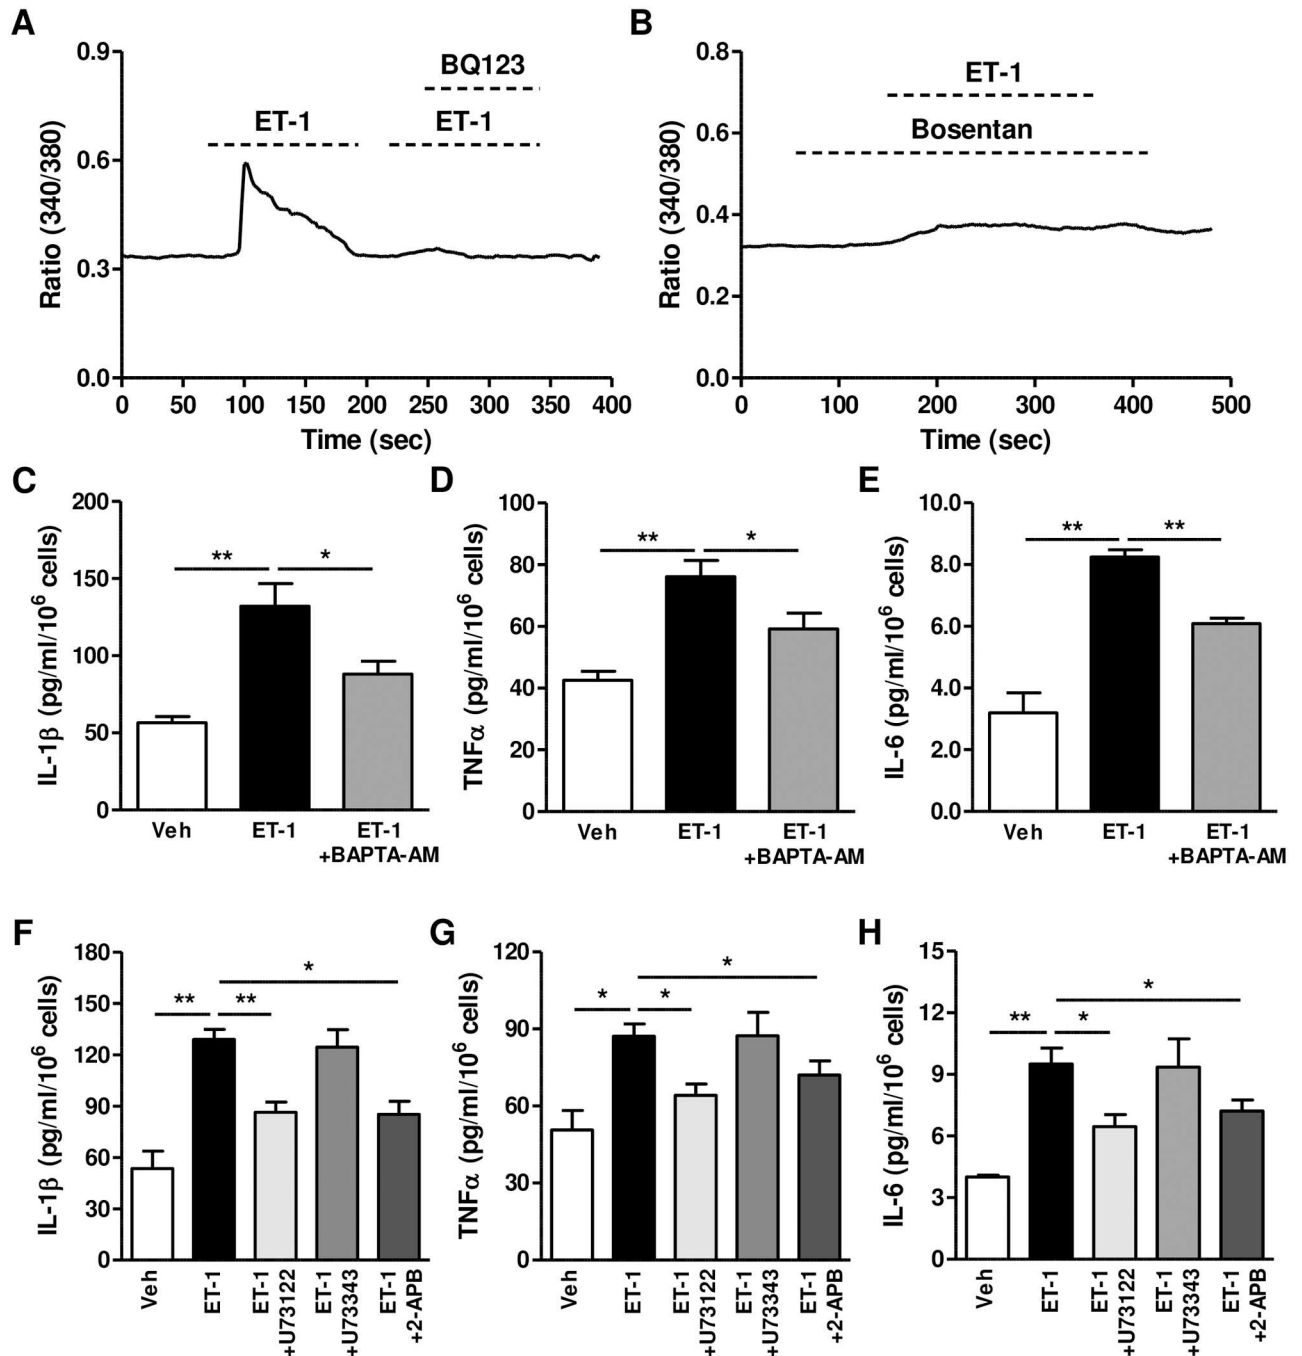 A
Ratio (340/380)
0.9
0.6
0.3
0.0
BQ123
ET-1
ET-1
0
50
100
150
200
250
300
350
400
Time (sec)
B
Ratio (340/380)
0.8
0.6
0.4
0.2
0.0
ET-1
Bosentan
0
100
200
300
400
500
Time (sec)
C
IL-1β (pg/ml/10⁶ cells)
200
150
100
50
0
**
*
Veh
ET-1
ET-1
+BAPTA-AM
D
TNFα (pg/ml/10⁶ cells)
100
80
60
40
20
0
**
*
Veh
ET-1
ET-1
+BAPTA-AM
E
IL-6 (pg/ml/10⁶ cells)
10.0
8.0
6.0
4.0
2.0
0.0
**
**
Veh
ET-1
ET-1
+BAPTA-AM
F
IL-1β (pg/ml/10⁶ cells)
180
150
120
90
60
30
0
*
**
**
Veh
ET-1
ET-1
+U73122
ET-1
+U73343
ET-1
+2-APB
G
TNFα (pg/ml/10⁶ cells)
120
90
60
30
0
*
*
*
Veh
ET-1
ET-1
+U73122
ET-1
+U73343
ET-1
+2-APB
H
IL-6 (pg/ml/10⁶ cells)
15
12
9
6
3
0
*
**
*
Veh
ET-1
ET-1
+U73122
ET-1
+U73343
ET-1
+2-APB